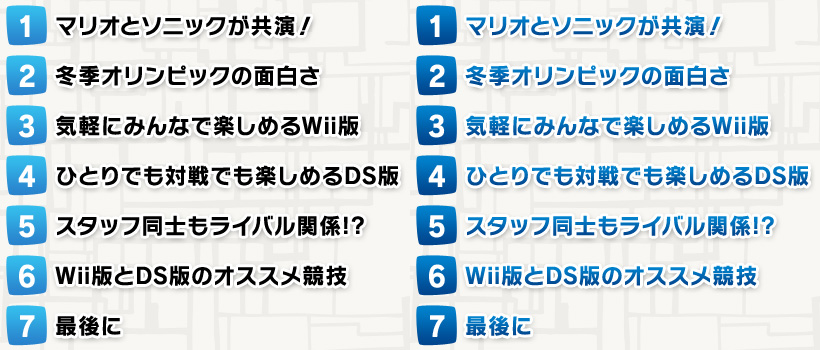 1 マリオとソニックが共演！
2 冬季オリンピックの面白さ
3 気軽にみんなで楽しめるWii版
4 ひとりでも対戦でも楽しめるDS版
5 スタッフ同士もライバル関係!?
6 Wii版とDS版のオススメ競技
7 最後に
1 マリオとソニックが共演！
2 冬季オリンピックの面白さ
3 気軽にみんなで楽しめるWii版
4 ひとりでも対戦でも楽しめるDS版
5 スタッフ同士もライバル関係!?
6 Wii版とDS版のオススメ競技
7 最後に